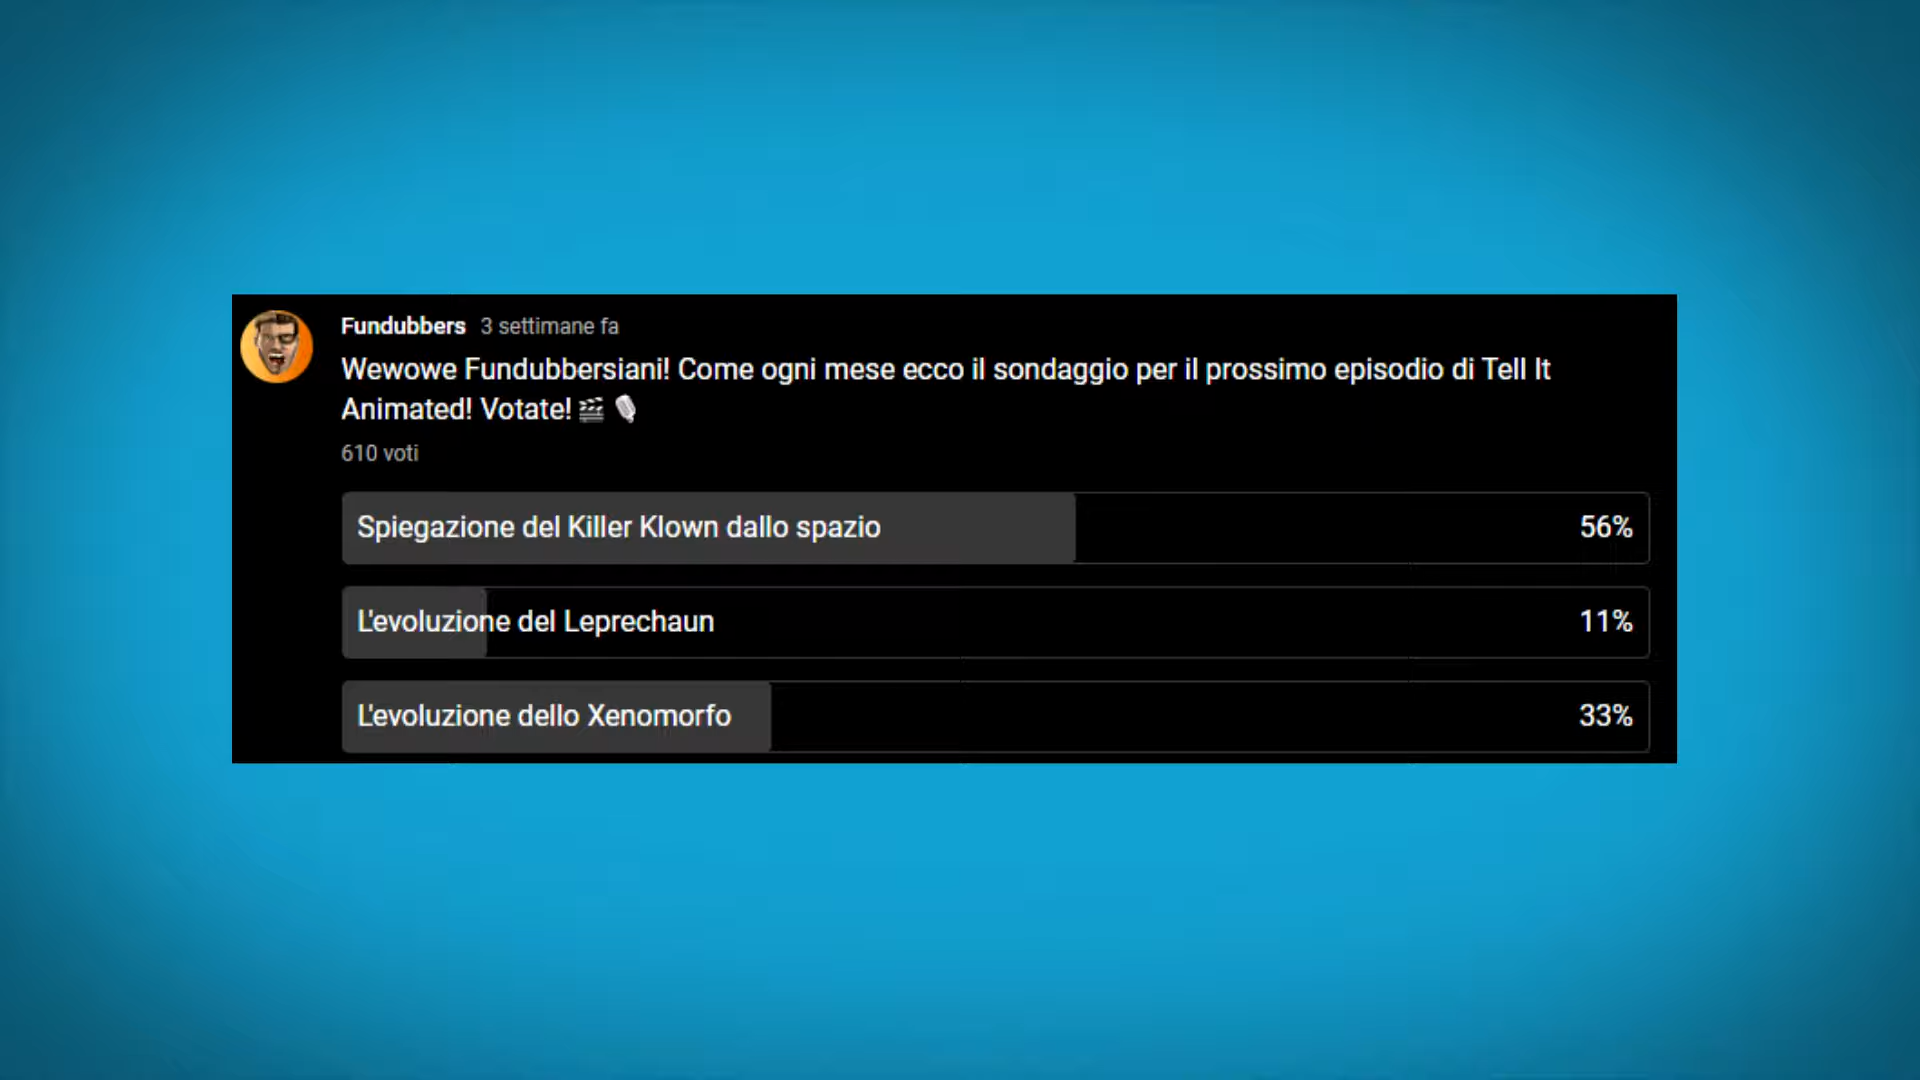 Fundubbers 3 settimane fa
Wewowe Fundubbersiani! Come ogni mese ecco il sondaggio per il prossimo episodio di Tell It
Animated! Votate! 🎬 🎙️
610 voti
Spiegazione del Killer Klown dallo spazio 56%
L'evoluzione del Leprechaun 11%
L'evoluzione dello Xenomorfo 33%